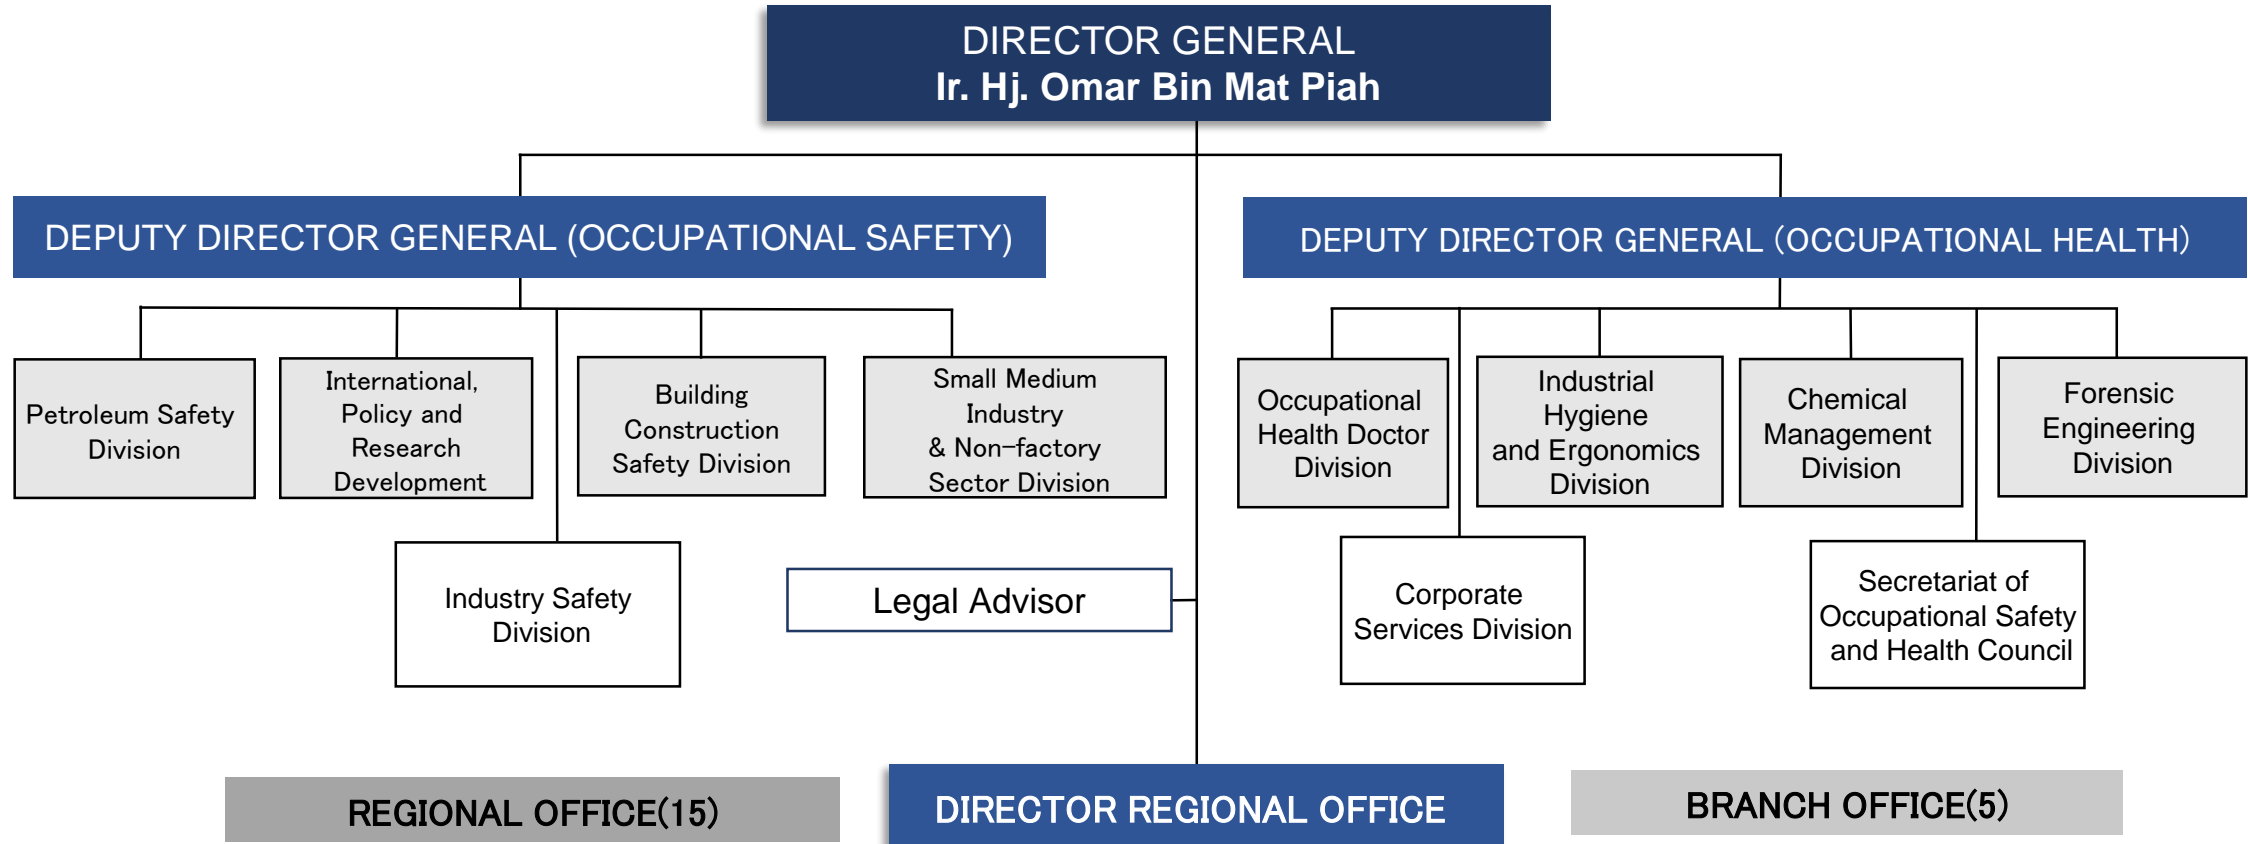 DIRECTOR GENERAL
Ir. Hj. Omar Bin Mat Piah
DEPUTY DIRECTOR GENERAL (OCCUPATIONAL SAFETY)
DEPUTY DIRECTOR GENERAL (OCCUPATIONAL HEALTH)
Petroleum Safety
Division
International,
Policy and
Research
Development
Building
Construction
Safety Division
Small Medium
Industry
& Non-factory
Sector Division
Occupational
Health Doctor
Division
Industrial
Hygiene
and Ergonomics
Division
Chemical
Management
Division
Forensic
Engineering
Division
Industry Safety
Division
Legal Advisor
Corporate
Services Division
Secretariat of
Occupational Safety
and Health Council
REGIONAL OFFICE(15)
DIRECTOR REGIONAL OFFICE
BRANCH OFFICE(5)